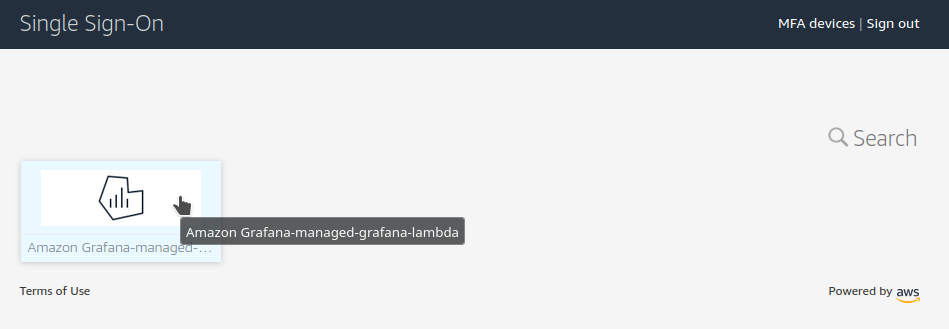 Single Sign-On
MFA devices | Sign out
Search
Amazon Grafana-managed-grafana-lambda
Amazon Grafana-managed-...
Terms of Use
Powered by aws